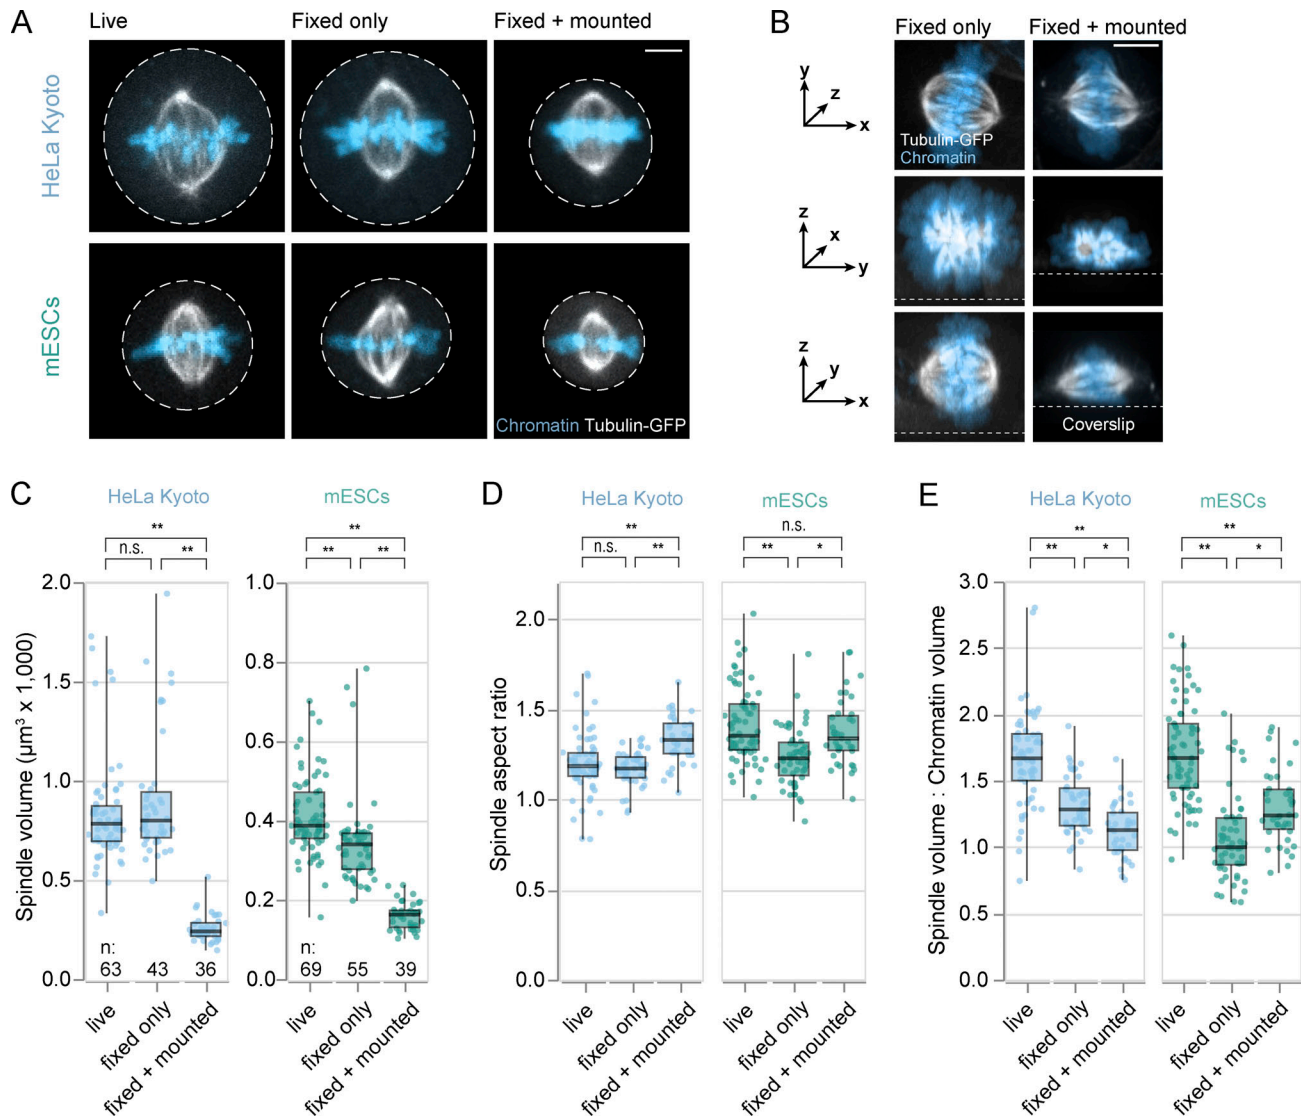 A
Live
Fixed only
Fixed + mounted
HeLa Kyoto
mESCs
Chromatin Tubulin-GFP
B
Fixed only
Fixed + mounted
y
z
x
Tubulin-GFP
Chromatin
z
x
y
z
y
x
Coverslip
C
HeLa Kyoto
mESCs
**
n.s.
**
**
**
**
Spindle volume (µm³ x 1,000)
2.0
1.5
1.0
0.5
0.0
n:
63
43
36
1.0
0.8
0.6
0.4
0.2
0.0
n:
69
55
39
live
fixed only
fixed + mounted
live
fixed only
fixed + mounted
D
HeLa Kyoto
mESCs
**
n.s.
**
n.s.
**
*
Spindle aspect ratio
2.0
1.5
1.0
0.5
0.0
live
fixed only
fixed + mounted
live
fixed only
fixed + mounted
E
HeLa Kyoto
mESCs
**
**
*
**
**
*
Spindle volume : Chromatin volume
3.0
2.5
2.0
1.5
1.0
0.5
0.0
live
fixed only
fixed + mounted
live
fixed only
fixed + mounted